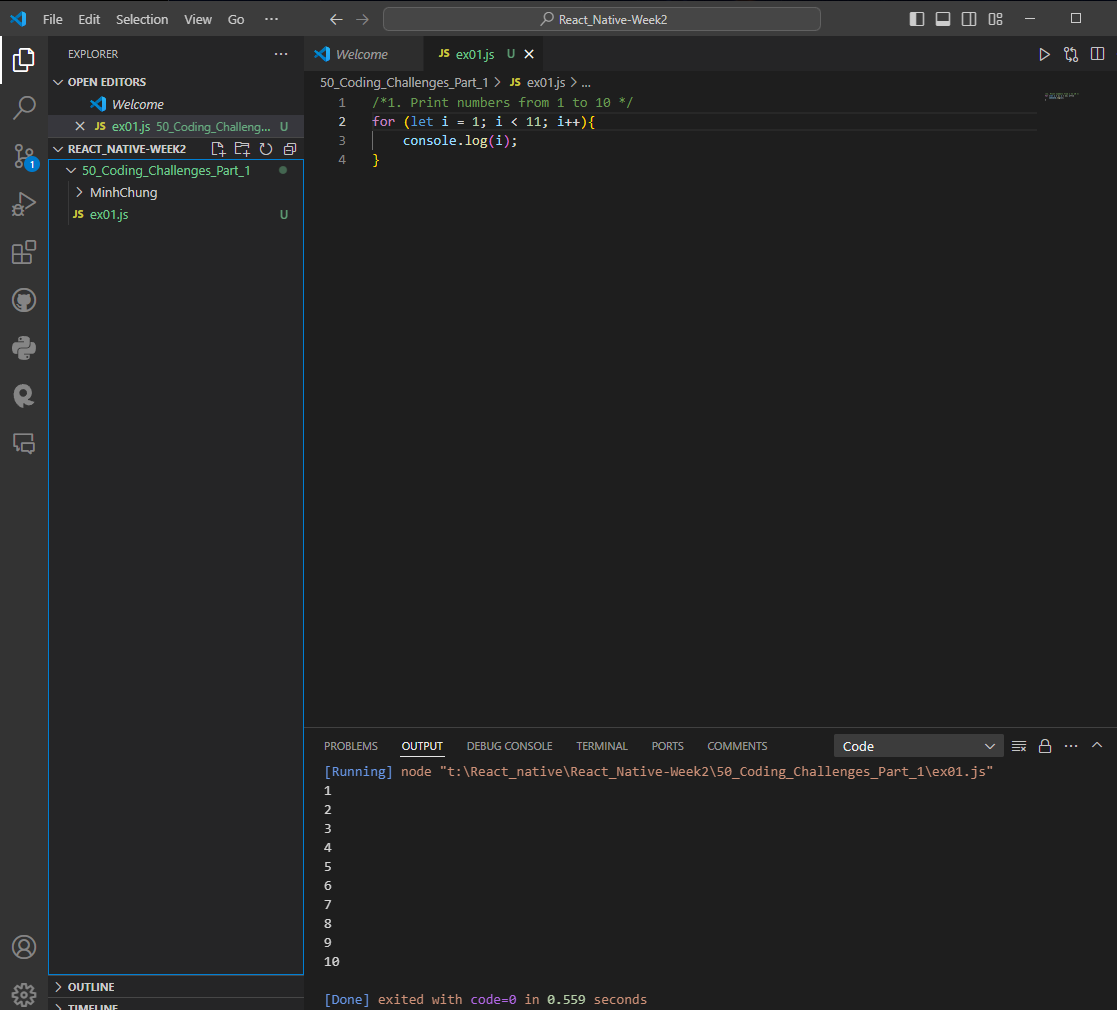 File Edit Selection View Go ··· React_Native-Week2
EXPLORER ···
OPEN EDITORS
Welcome
JS ex01.js 50_Coding_Challeng... U
REACT_NATIVE-WEEK2
50_Coding_Challenges_Part_1
MinhChung
JS ex01.js U
1
OUTLINE
TIMELINE
Welcome JS ex01.js U
50_Coding_Challenges_Part_1 > JS ex01.js > ...
1 /*1. Print numbers from 1 to 10 */
2 for (let i = 1; i < 11; i++){
3 console.log(i);
4 }
PROBLEMS OUTPUT DEBUG CONSOLE TERMINAL PORTS COMMENTS Code ···
[Running] node "t:\React_native\React_Native-Week2\50_Coding_Challenges_Part_1\ex01.js"
1
2
3
4
5
6
7
8
9
10
[Done] exited with code=0 in 0.559 seconds